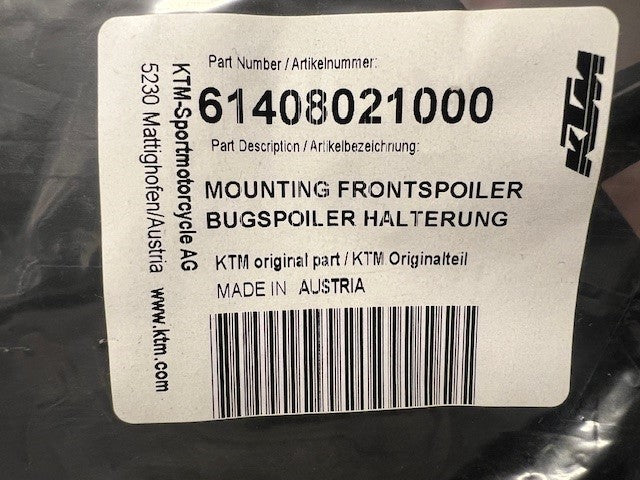 Part Number / Artikelnummer:
61408021000
Part Description / Artikelbezeichnung:
MOUNTING FRONTSPOILER
BUGSPOILER HALTERUNG
KTM original part / KTM Originalteil
MADE IN AUSTRIA
KTM-Sportmotorcycle AG
5230 Mattighofen/Austria www.ktm.com
KTM